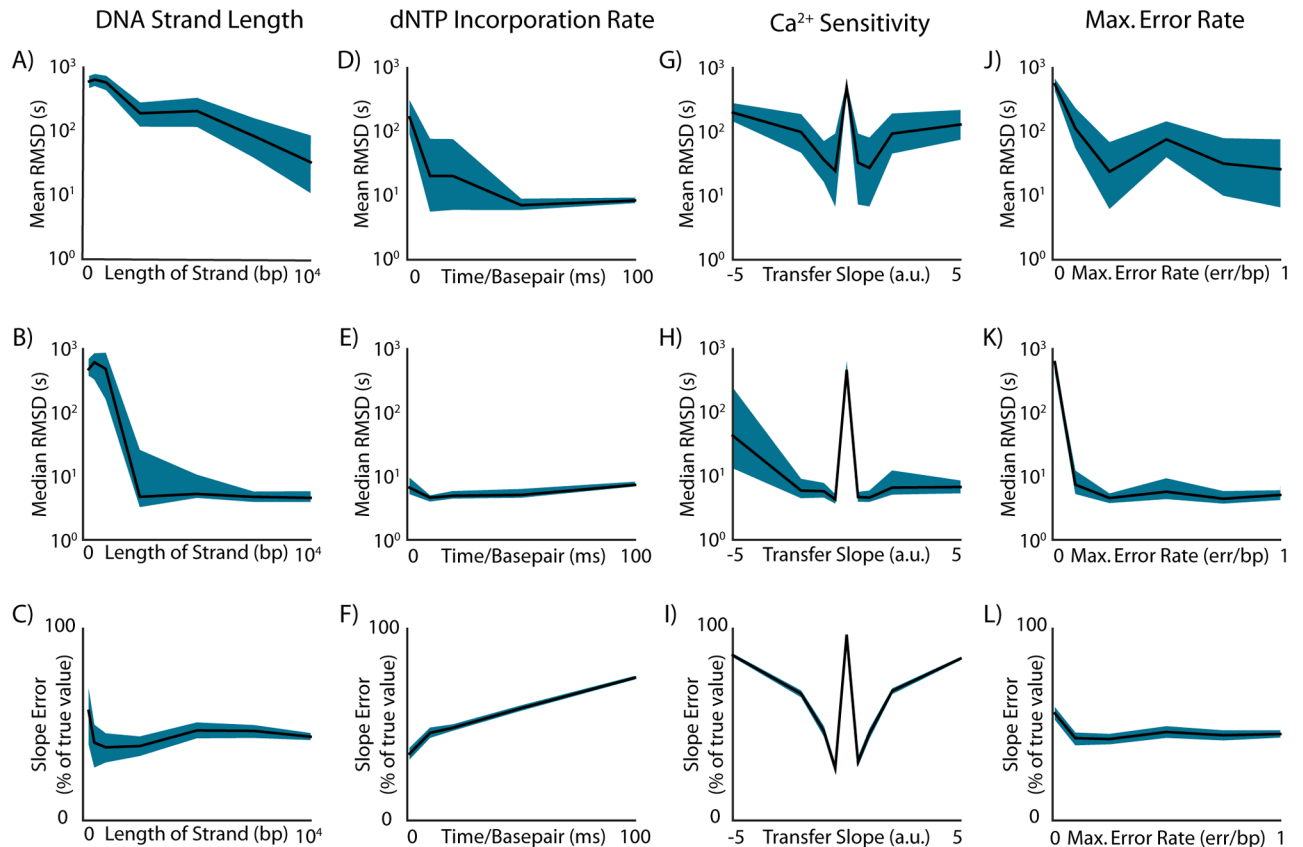 DNA Strand Length
dNTP Incorporation Rate
Ca²⁺ Sensitivity
Max. Error Rate
A)
10³
10²
10¹
10⁰
Mean RMSD (s)
0
Length of Strand (bp)
10⁴
D)
10³
10²
10¹
10⁰
Mean RMSD (s)
0
Time/Basepair (ms)
100
G)
10³
10²
10¹
10⁰
Mean RMSD (s)
-5
Transfer Slope (a.u.)
5
J)
10³
10²
10¹
10⁰
Mean RMSD (s)
0
Max. Error Rate (err/bp)
1
B)
10³
10²
10¹
10⁰
Median RMSD (s)
0
Length of Strand (bp)
10⁴
E)
10³
10²
10¹
10⁰
Median RMSD (s)
0
Time/Basepair (ms)
100
H)
10³
10²
10¹
10⁰
Median RMSD (s)
-5
Transfer Slope (a.u.)
5
K)
10³
10²
10¹
10⁰
Median RMSD (s)
0
Max. Error Rate (err/bp)
1
C)
100
0
Slope Error
(% of true value)
0
Length of Strand (bp)
10⁴
F)
100
0
Slope Error
(% of true value)
0
Time/Basepair (ms)
100
I)
100
0
Slope Error
(% of true value)
-5
Transfer Slope (a.u.)
5
L)
100
0
Slope Error
(% of true value)
0
Max. Error Rate (err/bp)
1